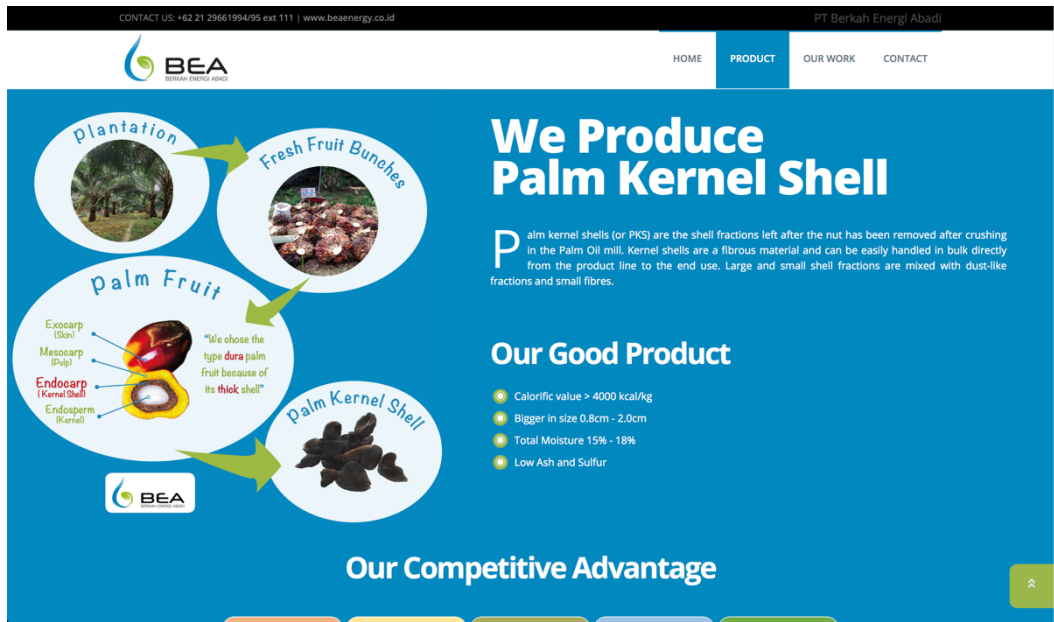 CONTACT US: +62 21 29661994/95 ext 111 | www.beaenergy.co.id
PT Berkah Energi Abadi
BEA
BERKAH ENERGI ABADI
HOME
PRODUCT
OUR WORK
CONTACT
Plantation
Fresh Fruit Bunches
Palm Fruit
Exocarp
(Skin)
Mesocarp
(Pulp)
Endocarp
(Kernel Shell)
Endosperm
(Kernel)
"We chose the
type dura palm
fruit because of
its thick shell"
Palm Kernel Shell
BEA
BERKAH ENERGI ABADI
We Produce
Palm Kernel Shell
Palm kernel shells (or PKS) are the shell fractions left after the nut has been removed after crushing
in the Palm Oil mill. Kernel shells are a fibrous material and can be easily handled in bulk directly
from the product line to the end use. Large and small shell fractions are mixed with dust-like
fractions and small fibres.
Our Good Product
Calorific value > 4000 kcal/kg
Bigger in size 0.8cm - 2.0cm
Total Moisture 15% - 18%
Low Ash and Sulfur
Our Competitive Advantage